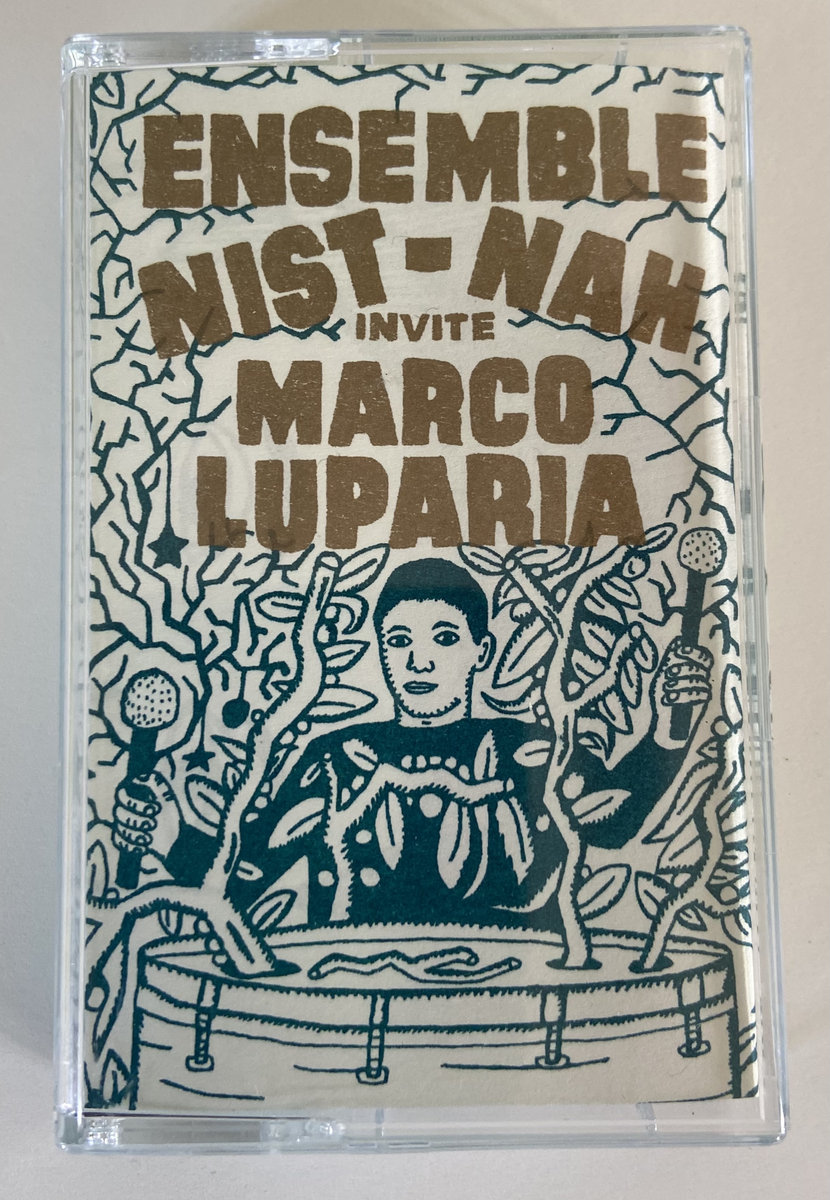 ENSEMBLE
NIST-NAH
INVITE
MARCO
LUPARIA